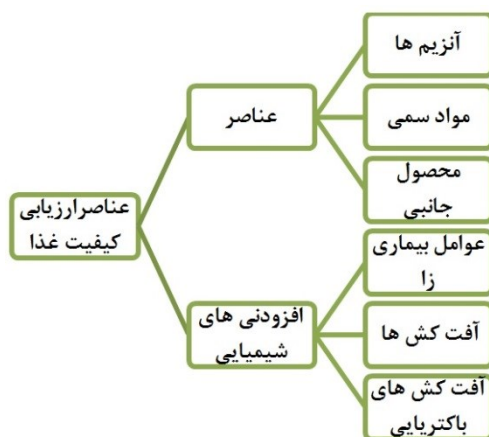 عناصرارزیابی
کیفیت غذا
عناصر
آنزیم ها
مواد سمی
محصول
جانبی
افزودنی های
شیمیایی
عوامل بیماری
زا
آفت کش ها
آفت کش های
باکتریایی